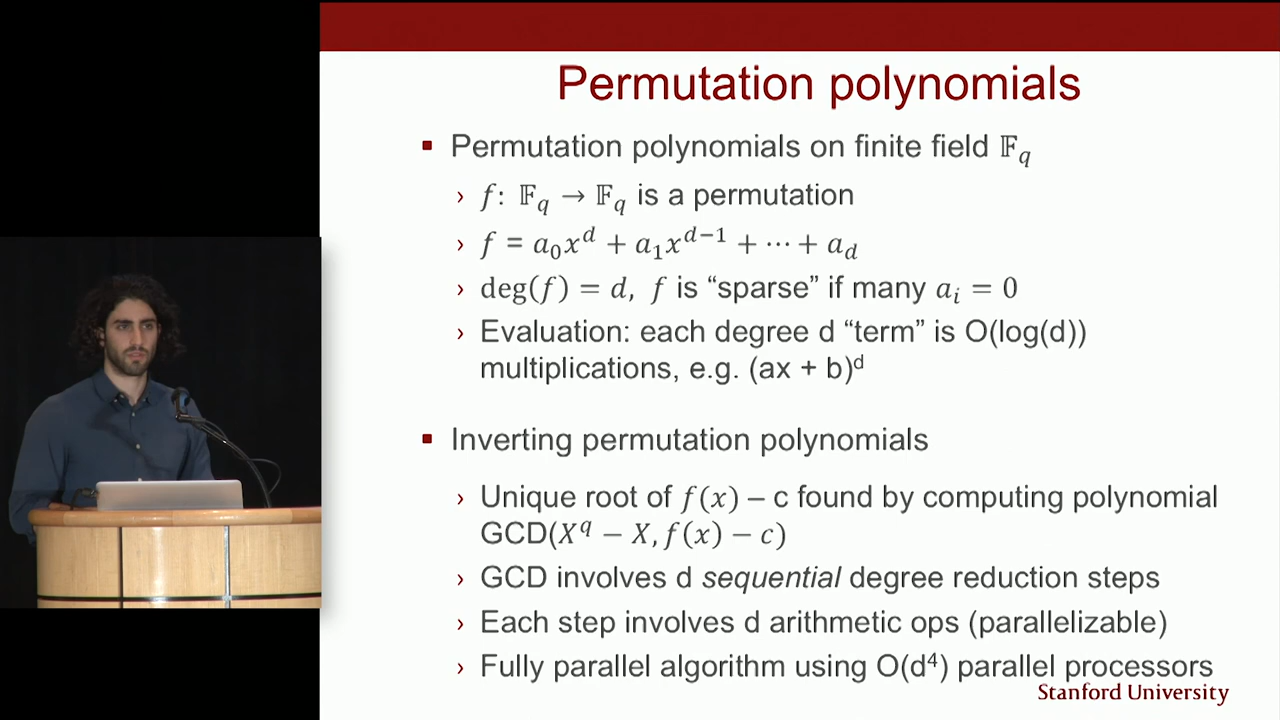 Permutation polynomials
▪ Permutation polynomials on finite field 𝔽_q
› f: 𝔽_q → 𝔽_q is a permutation
› f = a₀x^d + a₁x^{d−1} + ⋯ + a_d
› deg(f) = d, f is “sparse” if many a_i = 0
› Evaluation: each degree d “term” is O(log(d))
multiplications, e.g. (ax + b)^d
▪ Inverting permutation polynomials
› Unique root of f(x) – c found by computing polynomial
GCD(X^q − X, f(x) − c)
› GCD involves d sequential degree reduction steps
› Each step involves d arithmetic ops (parallelizable)
› Fully parallel algorithm using O(d⁴) parallel processors
Stanford University